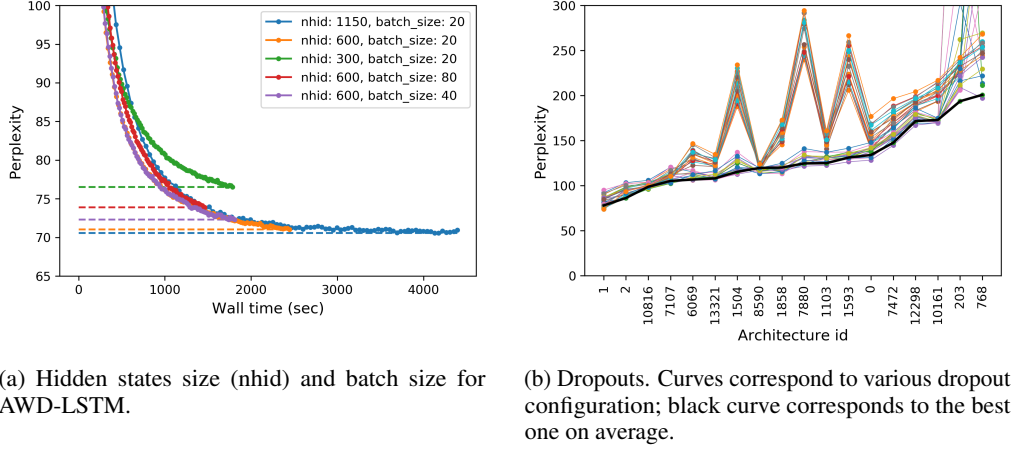 100
95
90
85
80
75
70
65
Perplexity
0
1000
2000
3000
4000
Wall time (sec)
nhid: 1150, batch_size: 20
nhid: 600, batch_size: 20
nhid: 300, batch_size: 20
nhid: 600, batch_size: 80
nhid: 600, batch_size: 40
300
250
200
150
100
50
0
Perplexity
1
2
10816
7107
6069
13321
1504
8590
1858
7880
1103
1593
0
7472
12298
10161
203
768
Architecture id
(a) Hidden states size (nhid) and batch size for
AWD-LSTM.
(b) Dropouts. Curves correspond to various dropout
configuration; black curve corresponds to the best
one on average.